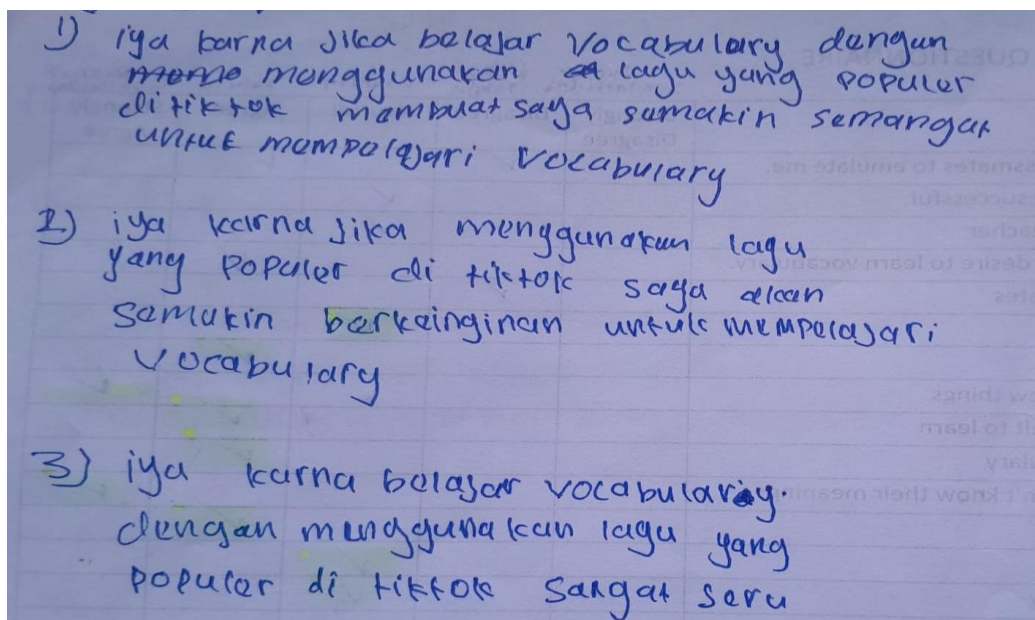 1) iya karna jika belajar vocabulary dengan
menggunakan lagu yang populer
di tiktok membuat saya semakin semangat
untuk mempelajari vocabulary
2) iya karna jika menggunakan lagu
yang populer di tiktok saya akan
semakin berkeinginan untuk mempelajari
vocabulary
3) iya karna belajar vocabulary.
dengan menggunakan lagu yang
populer di tiktok sangat seru